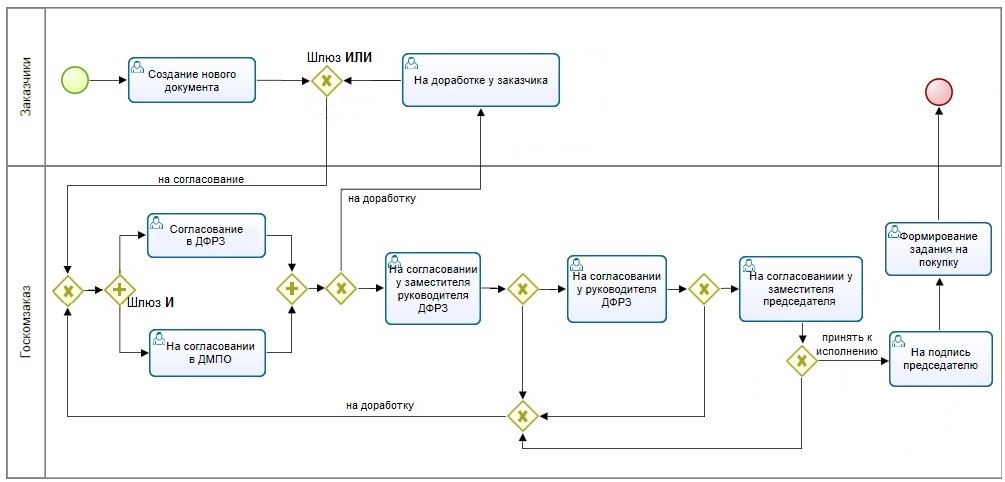 Заказчики
Шлюз ИЛИ
Создание нового
документа
На доработке у заказчика
Госкомзаказ
на согласование
на доработку
Согласование
в ДФРЗ
Шлюз И
На согласовании
в ДМПО
На согласовании
у заместителя
руководителя
ДФРЗ
На согласовании
у руководителя
ДФРЗ
На согласованиии у
заместителя
председателя
Формирование
задания на
покупку
принять к
исполнению
На подпись
председателю
на доработку